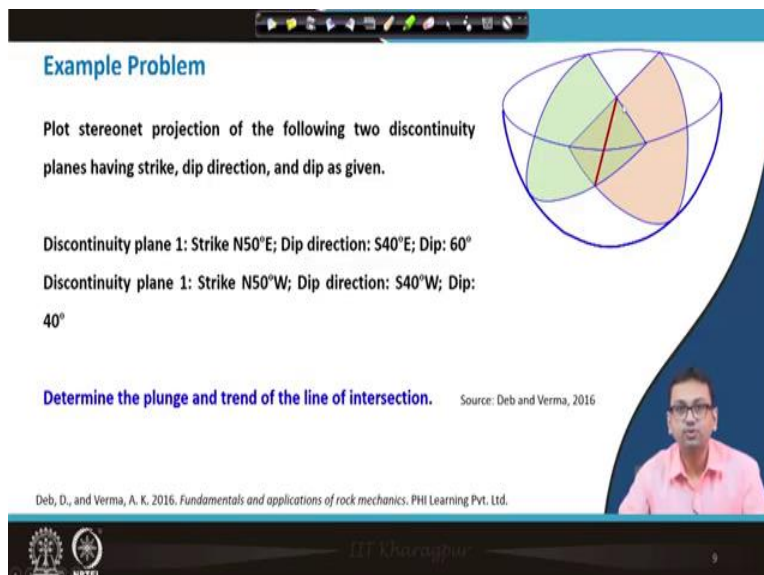 Example Problem
Plot stereonet projection of the following two discontinuity
planes having strike, dip direction, and dip as given.
Discontinuity plane 1: Strike N50°E; Dip direction: S40°E; Dip: 60°
Discontinuity plane 1: Strike N50°W; Dip direction: S40°W; Dip:
40°
Determine the plunge and trend of the line of intersection. Source: Deb and Verma, 2016
Deb, D., and Verma, A. K. 2016. Fundamentals and applications of rock mechanics. PHI Learning Pvt. Ltd.
IIT Kharagpur
9
NPTEL